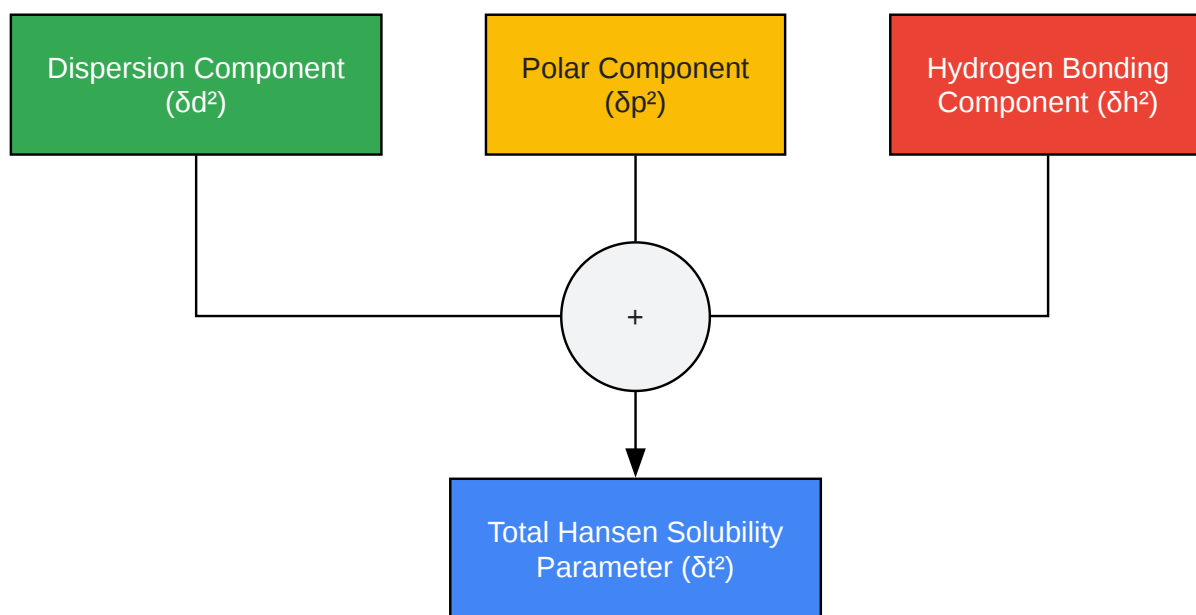 Dispersion Component
(δd²)
Polar Component
(δp²)
Hydrogen Bonding
Component (δh²)
+
Total Hansen Solubility
Parameter (δt²)